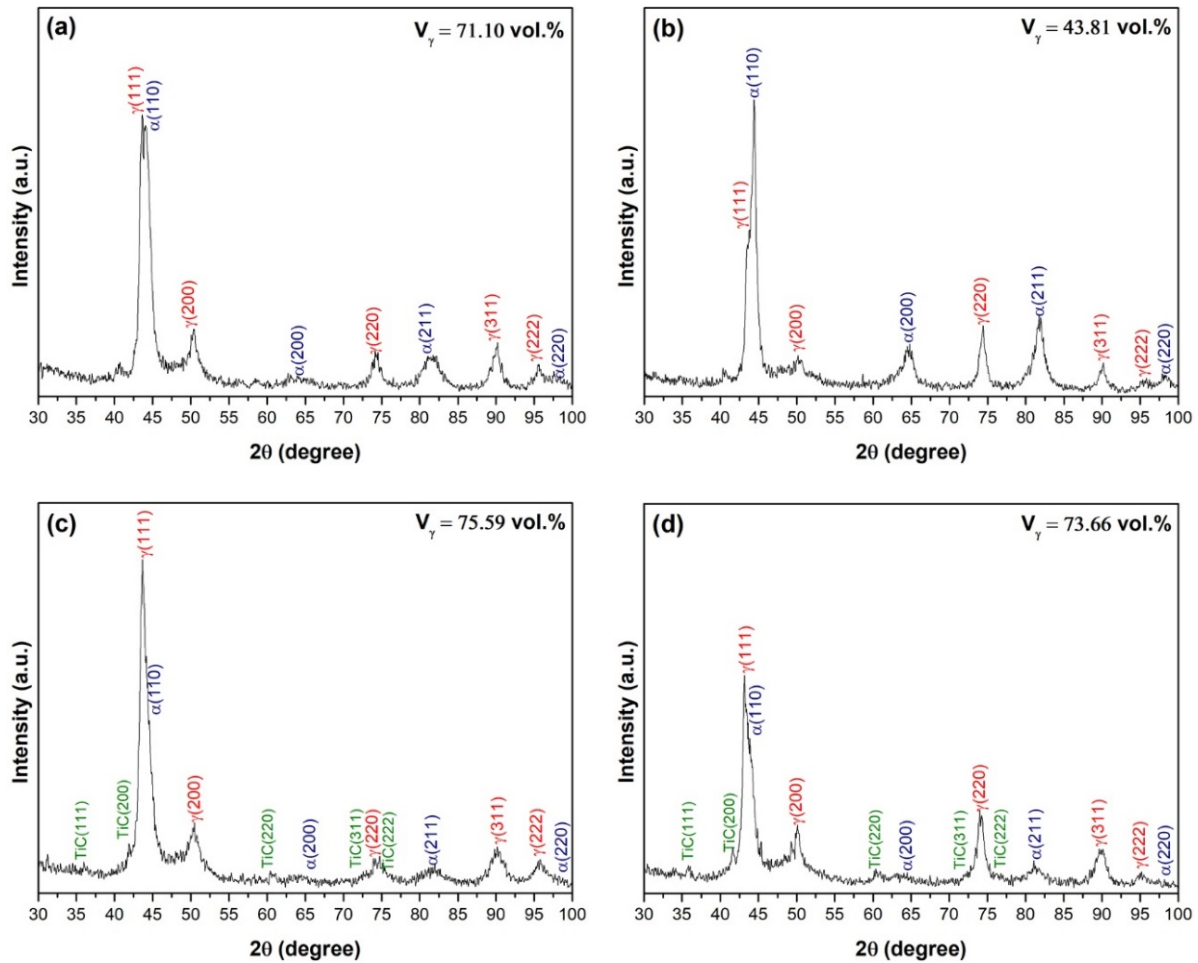 (a)
Vγ = 71.10 vol.%
γ(111)
α(110)
γ(200)
α(200)
γ(220)
α(211)
γ(311)
γ(222)
α(220)
Intensity (a.u.)
30 35 40 45 50 55 60 65 70 75 80 85 90 95 100
2θ (degree)
(b)
Vγ = 43.81 vol.%
γ(111)
α(110)
γ(200)
α(200)
γ(220)
α(211)
γ(311)
γ(222)
α(220)
Intensity (a.u.)
30 35 40 45 50 55 60 65 70 75 80 85 90 95 100
2θ (degree)
(c)
Vγ = 75.59 vol.%
TiC(111)
TiC(200)
γ(111)
α(110)
γ(200)
TiC(220)
α(200)
TiC(311)
γ(220)
TiC(222)
α(211)
γ(311)
γ(222)
α(220)
Intensity (a.u.)
30 35 40 45 50 55 60 65 70 75 80 85 90 95 100
2θ (degree)
(d)
Vγ = 73.66 vol.%
TiC(111)
TiC(200)
γ(111)
α(110)
γ(200)
TiC(220)
α(200)
TiC(311)
γ(220)
TiC(222)
α(211)
γ(311)
γ(222)
α(220)
Intensity (a.u.)
30 35 40 45 50 55 60 65 70 75 80 85 90 95 100
2θ (degree)